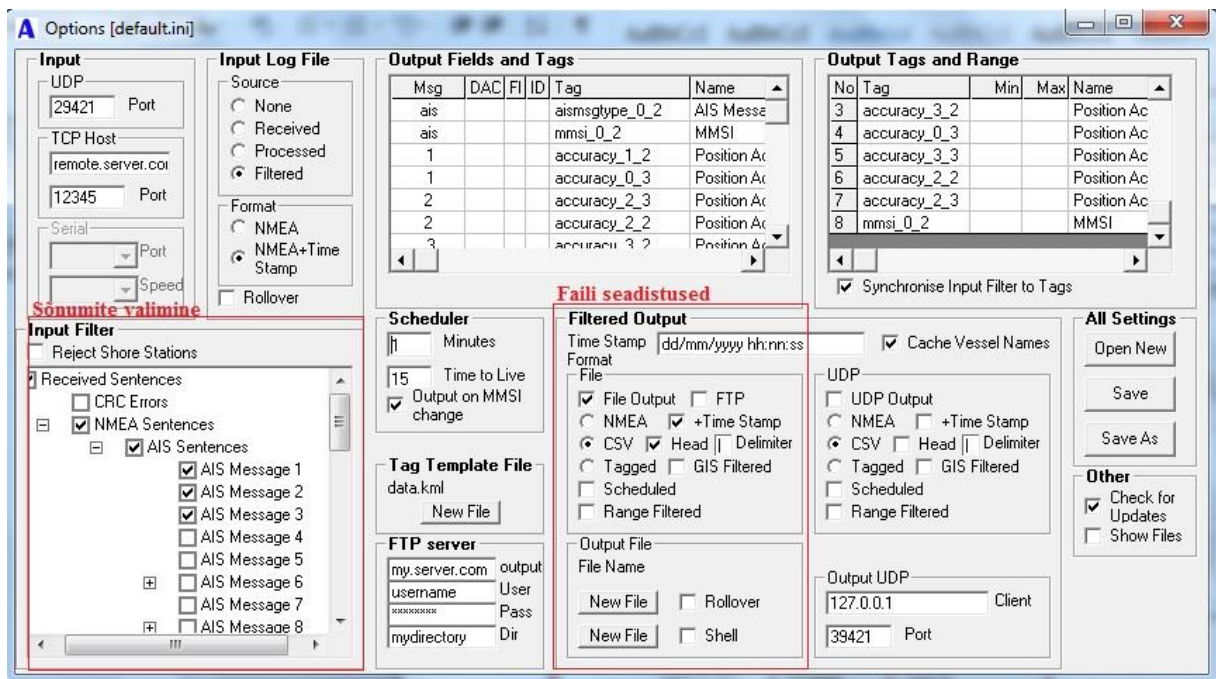 Options [default.ini]
Input
UDP
29421 Port
TCP Host
remote.server.cor
12345 Port
Serial
Port
Speed
Input Log File
Source
None
Received
Processed
Filtered
Format
NMEA
NMEA+Time
Stamp
Rollover
Output Fields and Tags
Msg DAC FI ID Tag Name
ais aismsgtype_0_2 AIS Messa
ais mmsi_0_2 MMSI
1 accuracy_1_2 Position Ac
1 accuracy_0_3 Position Ac
2 accuracy_2_3 Position Ac
2 accuracy_2_2 Position Ac
3 accuracy_3_2 Position Ac
Output Tags and Range
No Tag Min Max Name
3 accuracy_3_2 Position Ac
4 accuracy_0_3 Position Ac
5 accuracy_3_3 Position Ac
6 accuracy_2_2 Position Ac
7 accuracy_2_3 Position Ac
8 mmsi_0_2 MMSI
Synchronise Input Filter to Tags
Sõnumite valimine
Input Filter
Reject Shore Stations
Received Sentences
CRC Errors
NMEA Sentences
AIS Sentences
AIS Message 1
AIS Message 2
AIS Message 3
AIS Message 4
AIS Message 5
AIS Message 6
AIS Message 7
AIS Message 8
Scheduler
1 Minutes
15 Time to Live
Output on MMSI
change
Tag Template File
data.kml
New File
FTP server
my.server.com output
username User
******** Pass
mydirectory Dir
Faili seadistused
Filtered Output
Time Stamp dd/mm/yyyy hh:nn:ss
Format
Cache Vessel Names
File
File Output FTP
NMEA +Time Stamp
CSV Head | Delimiter
Tagged GIS Filtered
Scheduled
Range Filtered
Output File
File Name
New File Rollover
New File Shell
UDP
UDP Output
NMEA +Time Stamp
CSV Head | Delimiter
Tagged GIS Filtered
Scheduled
Range Filtered
Output UDP
127.0.0.1 Client
39421 Port
All Settings
Open New
Save
Save As
Other
Check for
Updates
Show Files